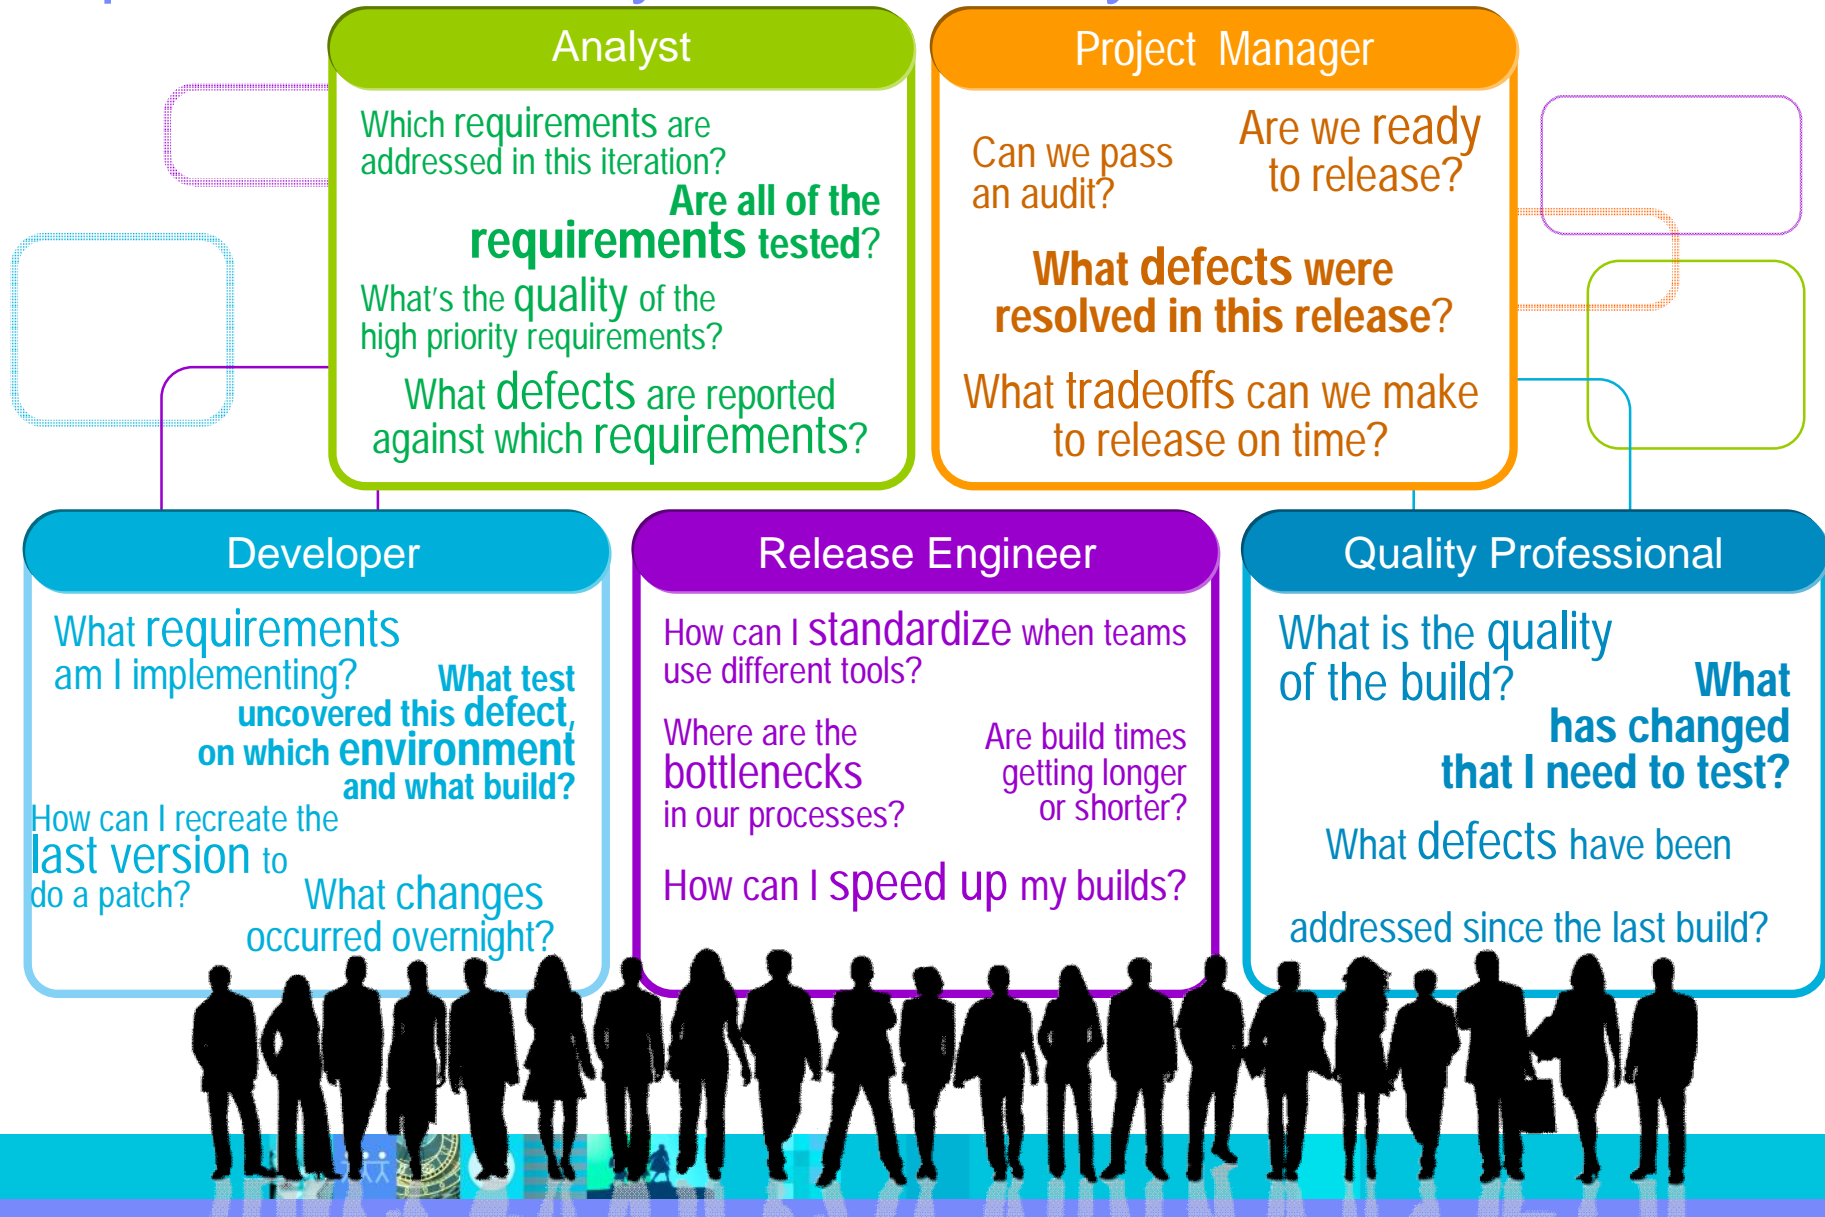 Analyst
Which requirements are
addressed in this iteration?
Are all of the
requirements tested?
What's the quality of the
high priority requirements?
What defects are reported
against which requirements?
Project Manager
Can we pass
an audit?
Are we ready
to release?
What defects were
resolved in this release?
What tradeoffs can we make
to release on time?
Developer
What requirements
am I implementing?
What test
uncovered this defect,
on which environment
and what build?
How can I recreate the
last version to
do a patch?
What changes
occurred overnight?
Release Engineer
How can I standardize when teams
use different tools?
Where are the
bottlenecks
in our processes?
Are build times
getting longer
or shorter?
How can I speed up my builds?
Quality Professional
What is the quality
of the build?
What
has changed
that I need to test?
What defects have been
addressed since the last build?